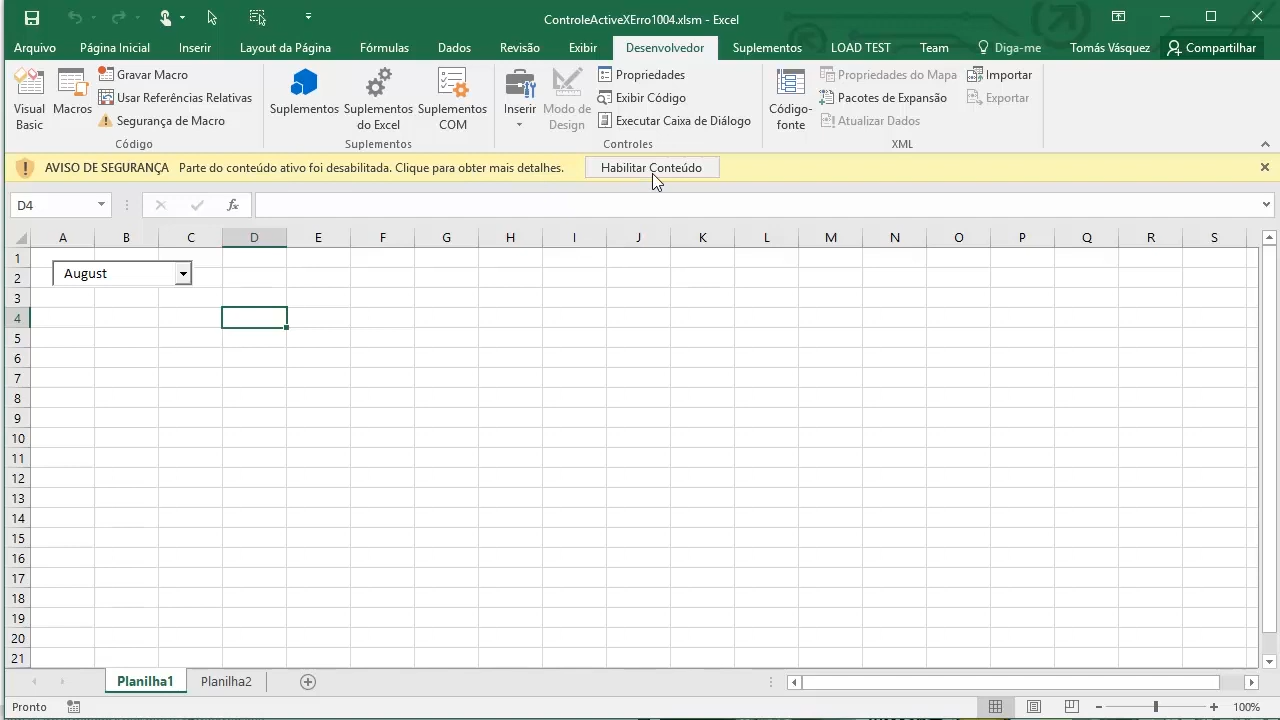 ControleActiveXErro1004.xlsm - Excel
Arquivo Página Inicial Inserir Layout da Página Fórmulas Dados Revisão Exibir Desenvolvedor Suplementos LOAD TEST Team Diga-me Tomás Vásquez Compartilhar
Visual Basic
Macros
Gravar Macro
Usar Referências Relativas
Segurança de Macro
Código
Suplementos
Suplementos do Excel
Suplementos COM
Suplementos
Inserir
Modo de Design
Propriedades
Exibir Código
Executar Caixa de Diálogo
Controles
Código-fonte
Propriedades do Mapa
Pacotes de Expansão
Atualizar Dados
Importar
Exportar
XML
AVISO DE SEGURANÇA Parte do conteúdo ativo foi desabilitada. Clique para obter mais detalhes. Habilitar Conteúdo
D4 fx
A B C D E F G H I J K L M N O P Q R S
1
August
2
3
4
5
6
7
8
9
10
11
12
13
14
15
16
17
18
19
20
21
Planilha1 Planilha2
Pronto 100%